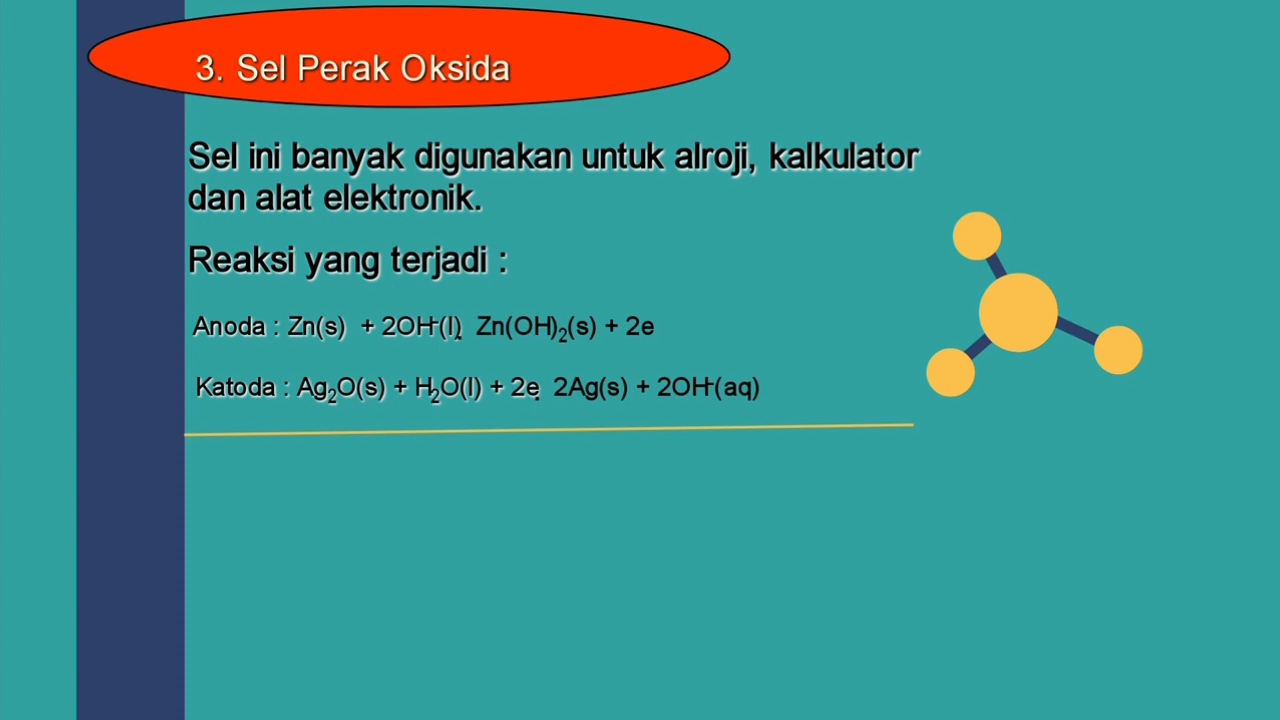 3. Sel Perak Oksida
Sel ini banyak digunakan untuk alroji, kalkulator
dan alat elektronik.
Reaksi yang terjadi :
Anoda : Zn(s) + 2OH⁻(l) Zn(OH)₂(s) + 2e
Katoda : Ag₂O(s) + H₂O(l) + 2e 2Ag(s) + 2OH⁻(aq)